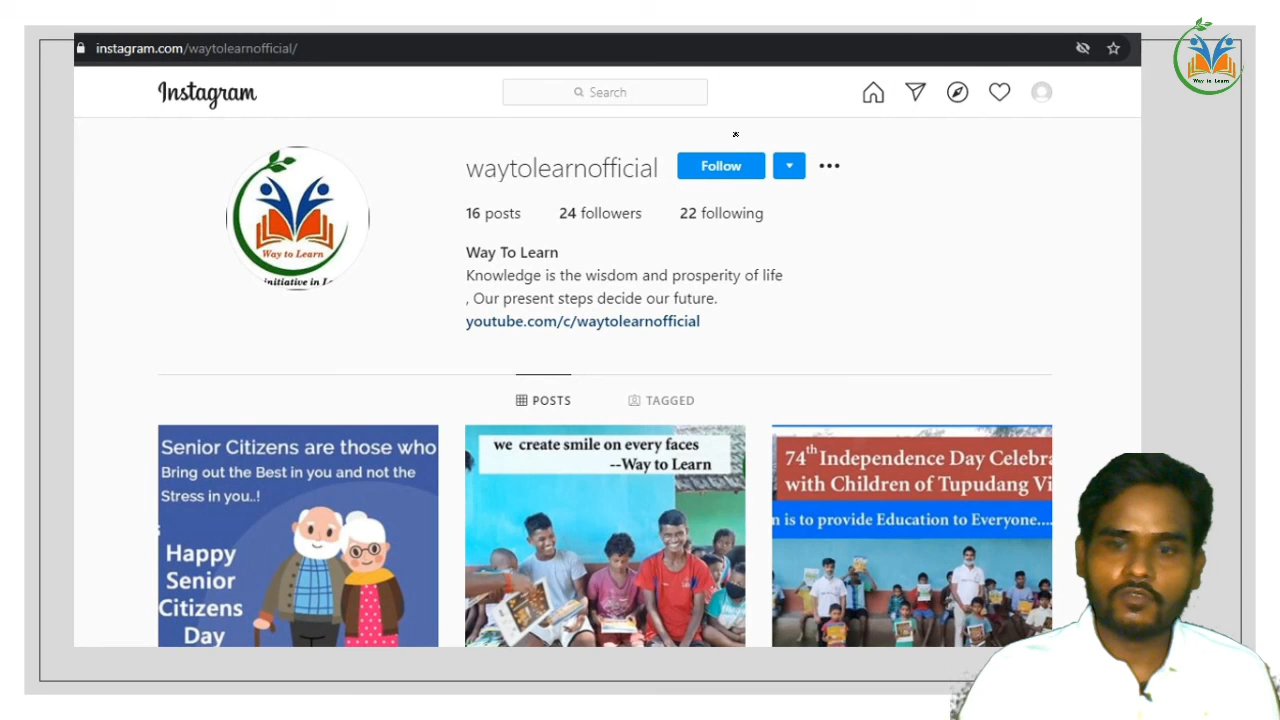 instagram.com/waytolearnofficial/
Way to Learn
Instagram
Search
waytolearnofficial
Follow
16 posts 24 followers 22 following
Way to Learn
Way To Learn
Knowledge is the wisdom and prosperity of life
, Our present steps decide our future.
youtube.com/c/waytolearnofficial
POSTS
TAGGED
Senior Citizens are those who
Bring out the Best in you and not the
Stress in you..!
Happy
Senior
Citizens
Day
we create smile on every faces
--Way to Learn
74th Independence Day Celebra
with Children of Tupudang Vi
n is to provide Education to Everyone....